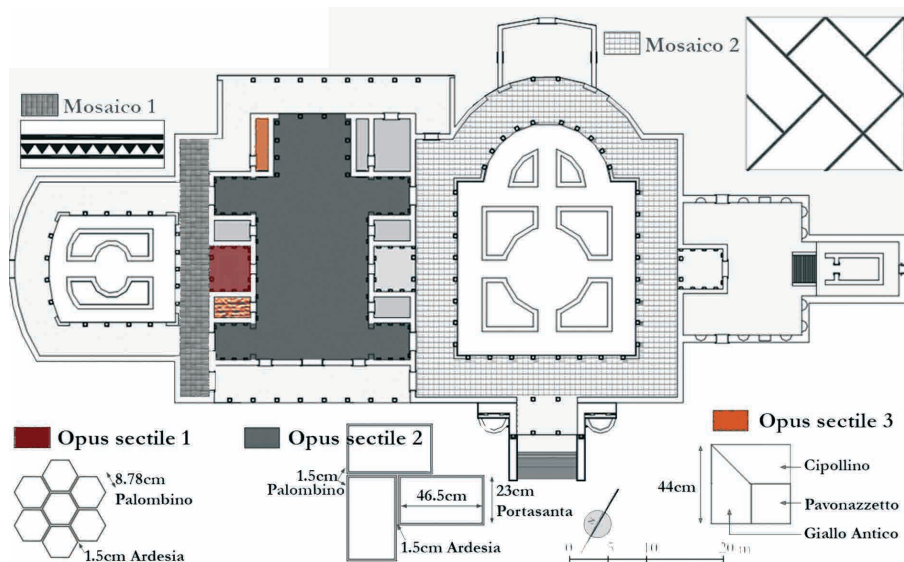 Mosaico 2
Mosaico 1
Opus sectile 1
8.78cm
Palombino
1.5cm Ardesia
Opus sectile 2
1.5cm
Palombino
46.5cm
23cm
Portasanta
1.5cm Ardesia
N
0 5 10 20 m
Opus sectile 3
44cm
Cipollino
Pavonazzetto
Giallo Antico